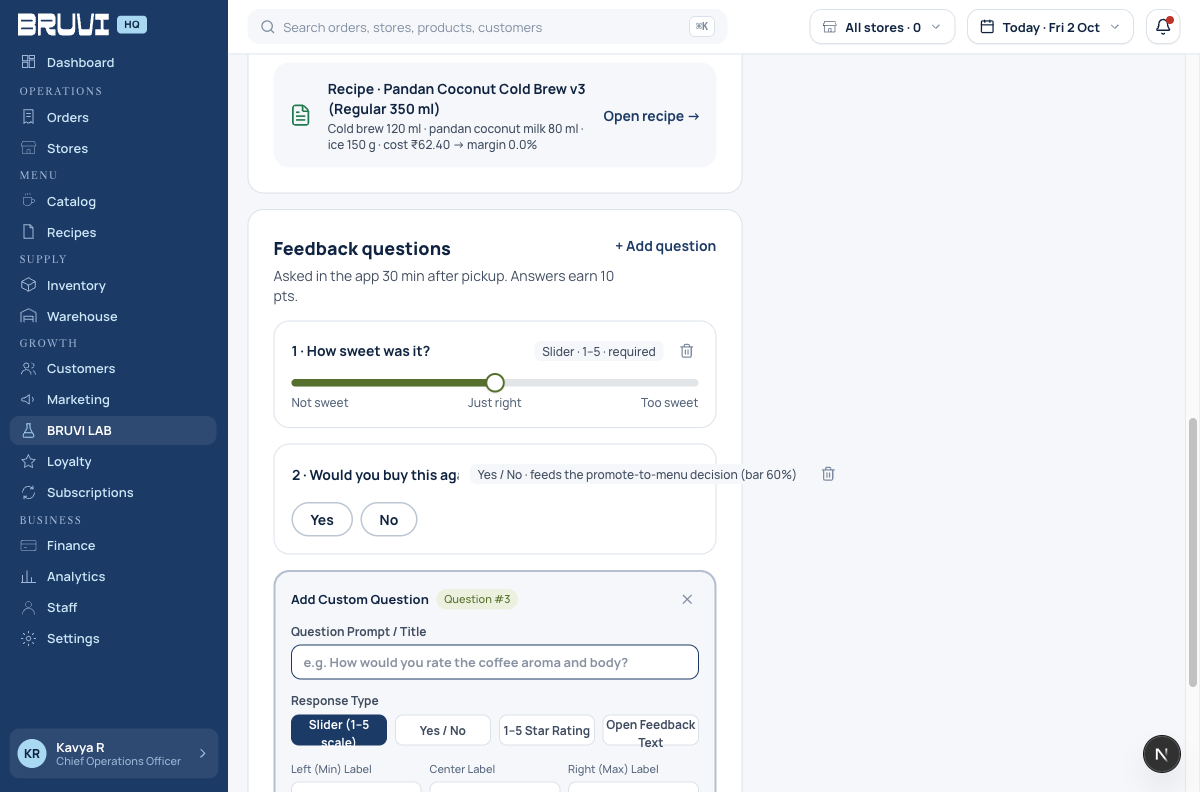 BRUVI HQ
Search orders, stores, products, customers
⌘K
All stores · 0
Today · Fri 2 Oct
Dashboard
OPERATIONS
Orders
Stores
MENU
Catalog
Recipes
SUPPLY
Inventory
Warehouse
GROWTH
Customers
Marketing
BRUVI LAB
Loyalty
Subscriptions
BUSINESS
Finance
Analytics
Staff
Settings
KR
Kavya R
Chief Operations Officer
Recipe · Pandan Coconut Cold Brew v3
(Regular 350 ml)
Cold brew 120 ml · pandan coconut milk 80 ml ·
ice 150 g · cost ₹62.40 → margin 0.0%
Open recipe →
Feedback questions
+ Add question
Asked in the app 30 min after pickup. Answers earn 10
pts.
1 · How sweet was it?
Slider · 1–5 · required
Not sweet
Just right
Too sweet
2 · Would you buy this
Yes / No · feeds the promote-to-menu decision (bar 60%)
Yes
No
Add Custom Question
Question #3
Question Prompt / Title
e.g. How would you rate the coffee aroma and body?
Response Type
Slider (1–5
scale)
Yes / No
1–5 Star Rating
Open Feedback
Text
Left (Min) Label
Center Label
Right (Max) Label
N